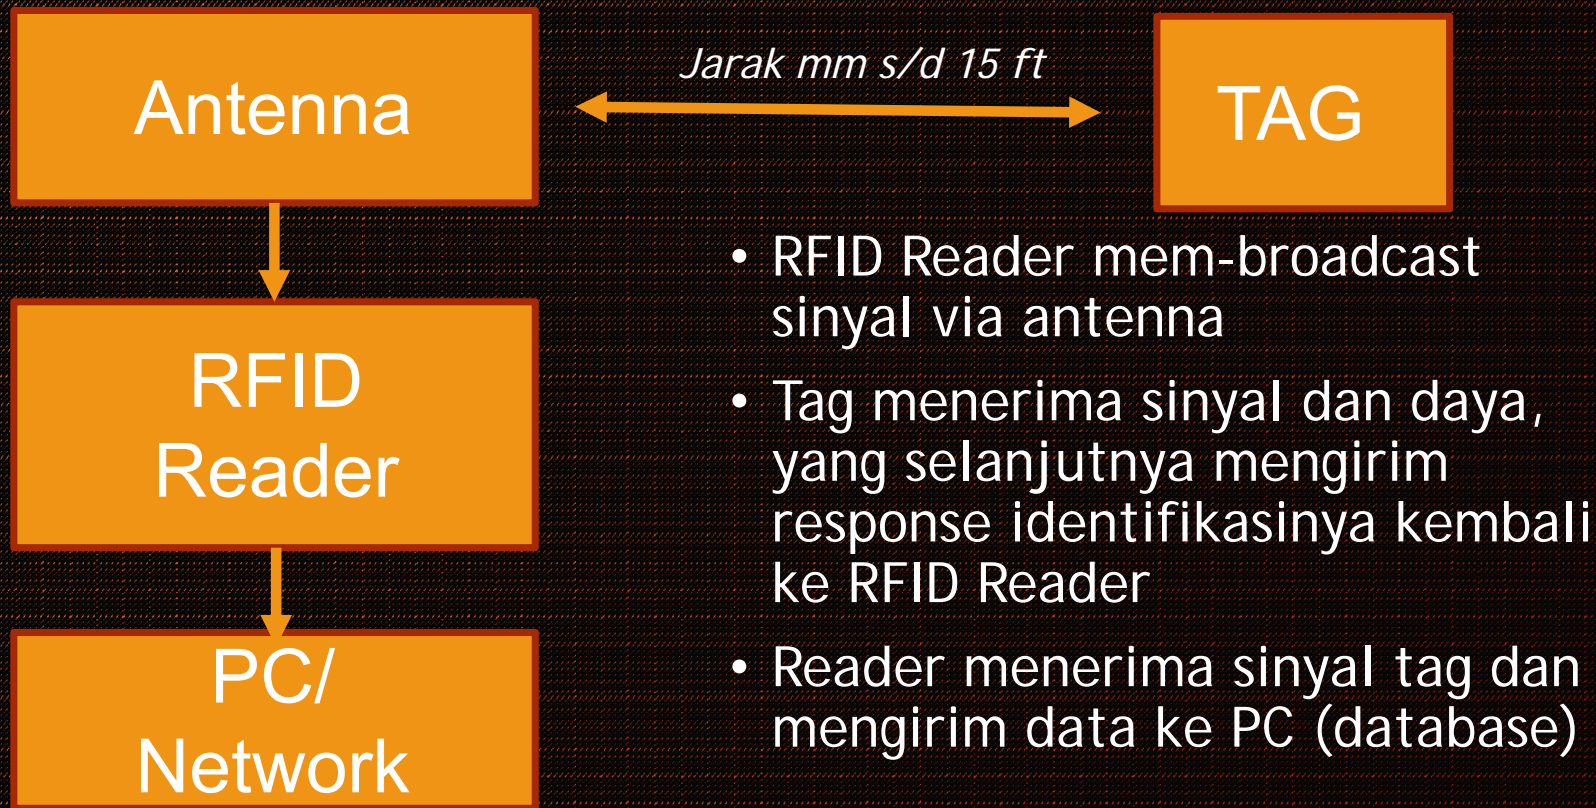 Antenna
Jarak mm s/d 15 ft
TAG
RFID
Reader
PC/
Network
• RFID Reader mem-broadcast
sinyal via antenna
• Tag menerima sinyal dan daya,
yang selanjutnya mengirim
response identifikasinya kembali
ke RFID Reader
• Reader menerima sinyal tag dan
mengirim data ke PC (database)